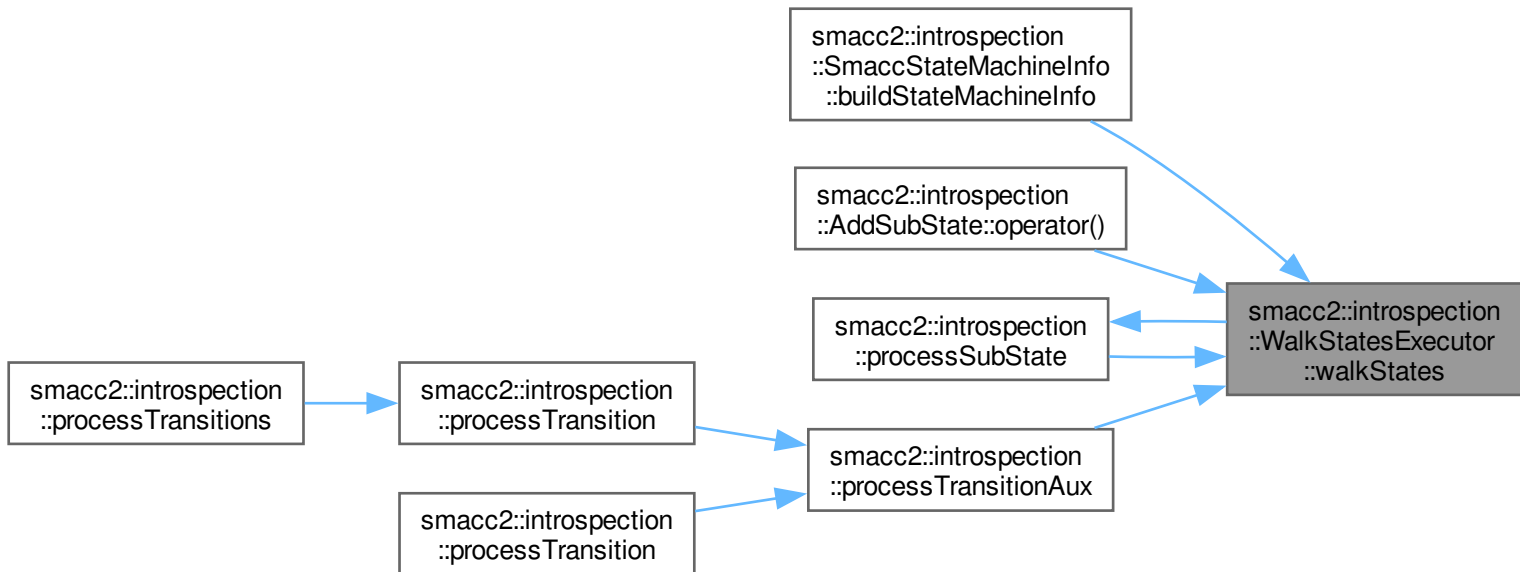 smacc2::introspection
::SmaccStateMachineInfo
::buildStateMachineInfo
smacc2::introspection
::AddSubState::operator()
smacc2::introspection
::processSubState
smacc2::introspection
::WalkStatesExecutor
::walkStates
smacc2::introspection
::processTransitions
smacc2::introspection
::processTransition
smacc2::introspection
::processTransitionAux
smacc2::introspection
::processTransition